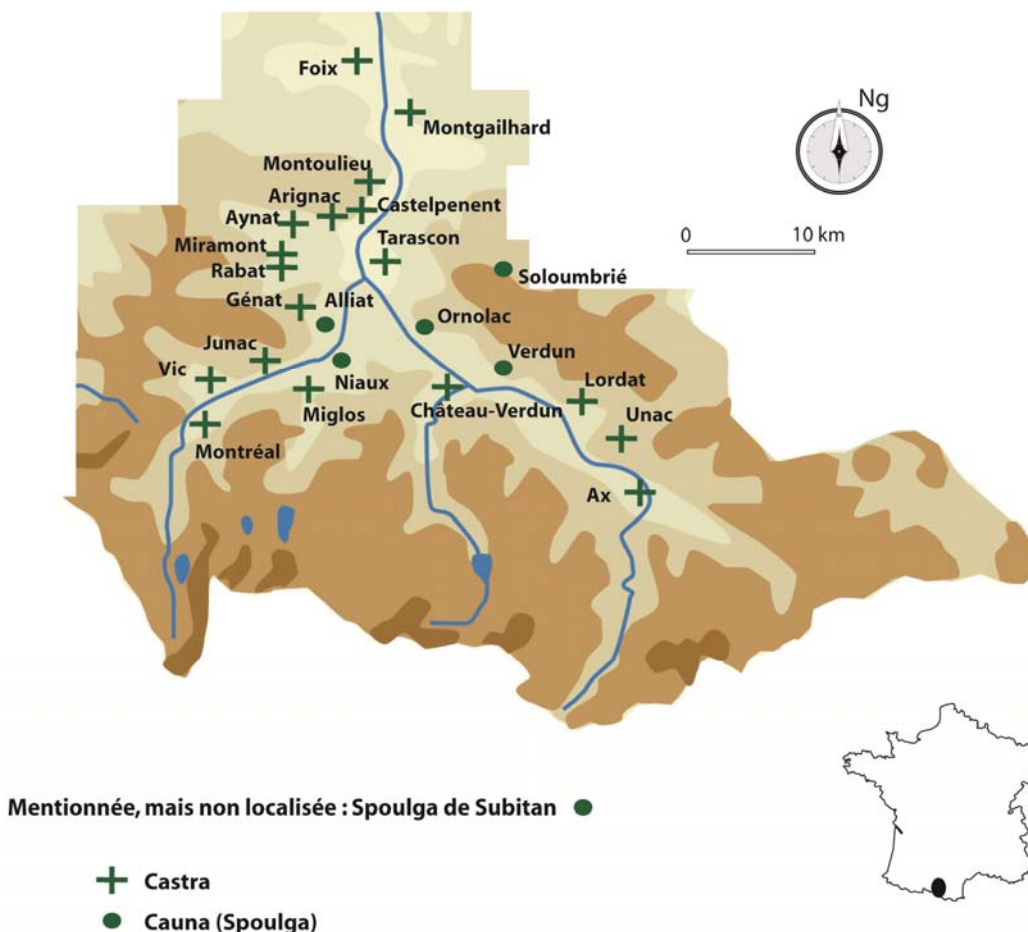 Foix
Ng
Montgailhard
Montoulieu
Arignac
Castelpenent
Aynat
Tarascon
0 10 km
Miramont
Rabat
Soloumbrié
Génat
Alliat
Ornolac
Junac
Verdun
Vic
Niaux
Lordat
Château-Verdun
Miglos
Unac
Montréal
Ax
Mentionnée, mais non localisée : Spoulga de Subitan
Castra
Cauna (Spoulga)